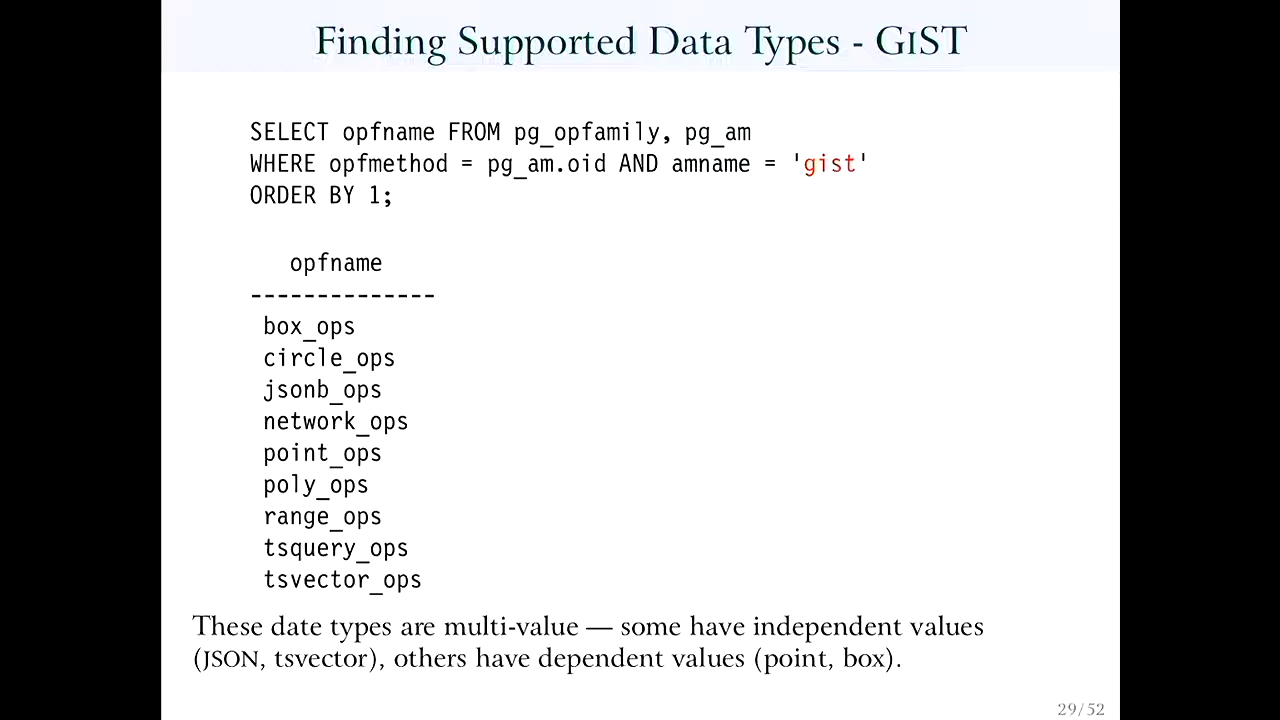 Finding Supported Data Types - GIST
SELECT opfname FROM pg_opfamily, pg_am
WHERE opfmethod = pg_am.oid AND amname = 'gist'
ORDER BY 1;
opfname
--------------
box_ops
circle_ops
jsonb_ops
network_ops
point_ops
poly_ops
range_ops
tsquery_ops
tsvector_ops
These date types are multi-value — some have independent values
(JSON, tsvector), others have dependent values (point, box).
29/52